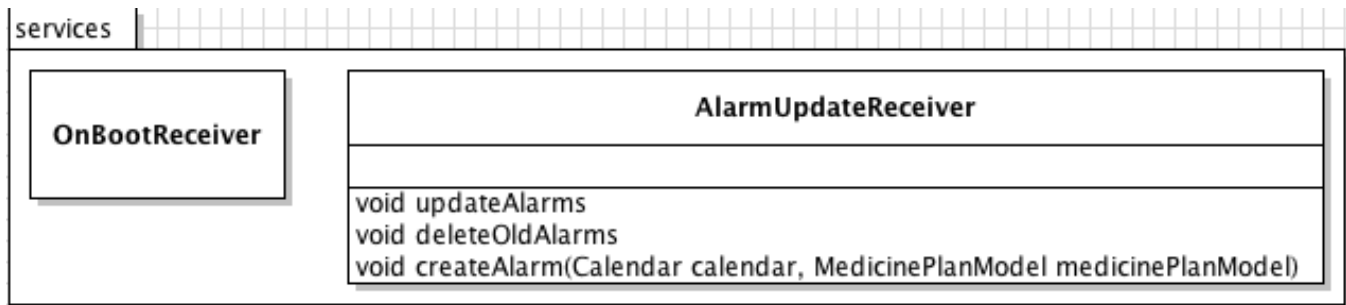 services
OnBootReceiver
AlarmUpdateReceiver
void updateAlarms
void deleteOldAlarms
void createAlarm(Calendar calendar, MedicinePlanModel medicinePlanModel)